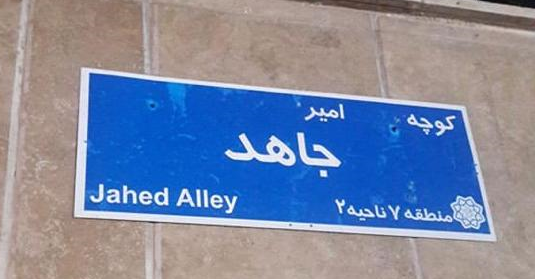 کوچه امیر
جاهد
Jahed Alley
منطقه ۷ ناحیه ۲